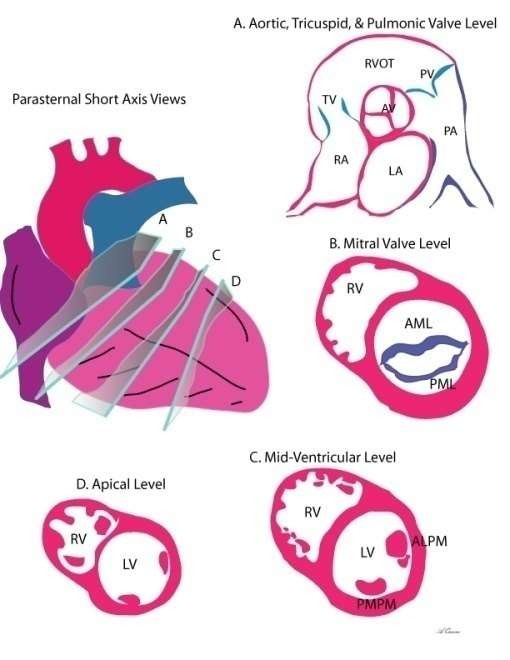 A. Aortic, Tricuspid, & Pulmonic Valve Level
RVOT
PV
TV
AV
PA
RA
LA
Parasternal Short Axis Views
A
B
C
D
B. Mitral Valve Level
RV
AML
PML
C. Mid-Ventricular Level
RV
LV
ALPM
PMPM
D. Apical Level
RV
LV